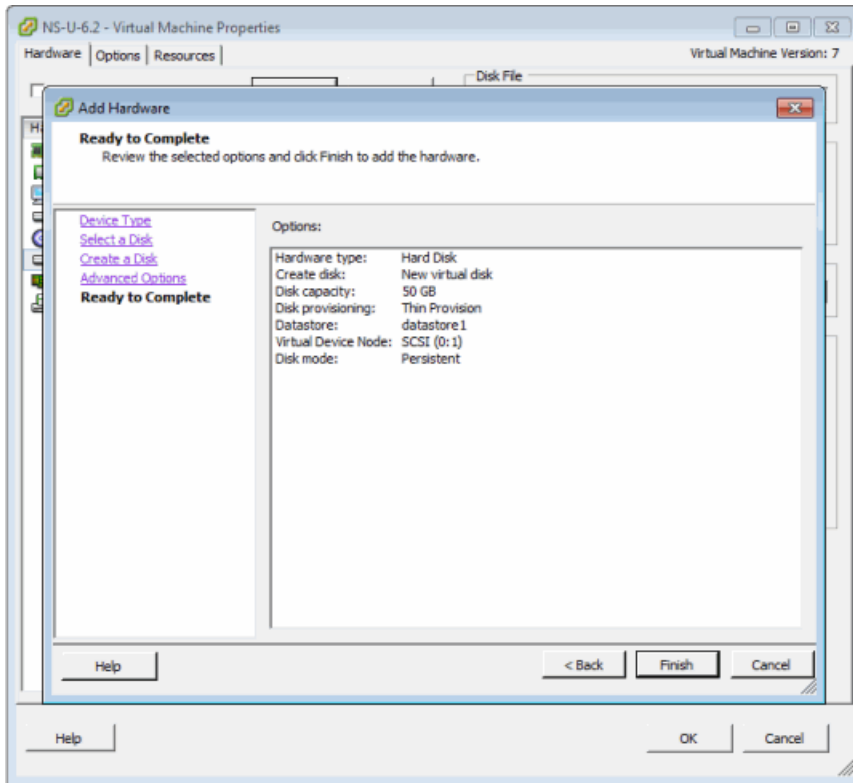 NS-U-6.2 - Virtual Machine Properties
Hardware Options Resources Virtual Machine Version: 7
Disk File
Add Hardware
Ready to Complete
Review the selected options and click Finish to add the hardware.
Device Type
Select a Disk
Create a Disk
Advanced Options
Ready to Complete
Options:
Hardware type: Hard Disk
Create disk: New virtual disk
Disk capacity: 50 GB
Disk provisioning: Thin Provision
Datastore: datastore1
Virtual Device Node: SCSI (0:1)
Disk mode: Persistent
Help < Back Finish Cancel
Help OK Cancel